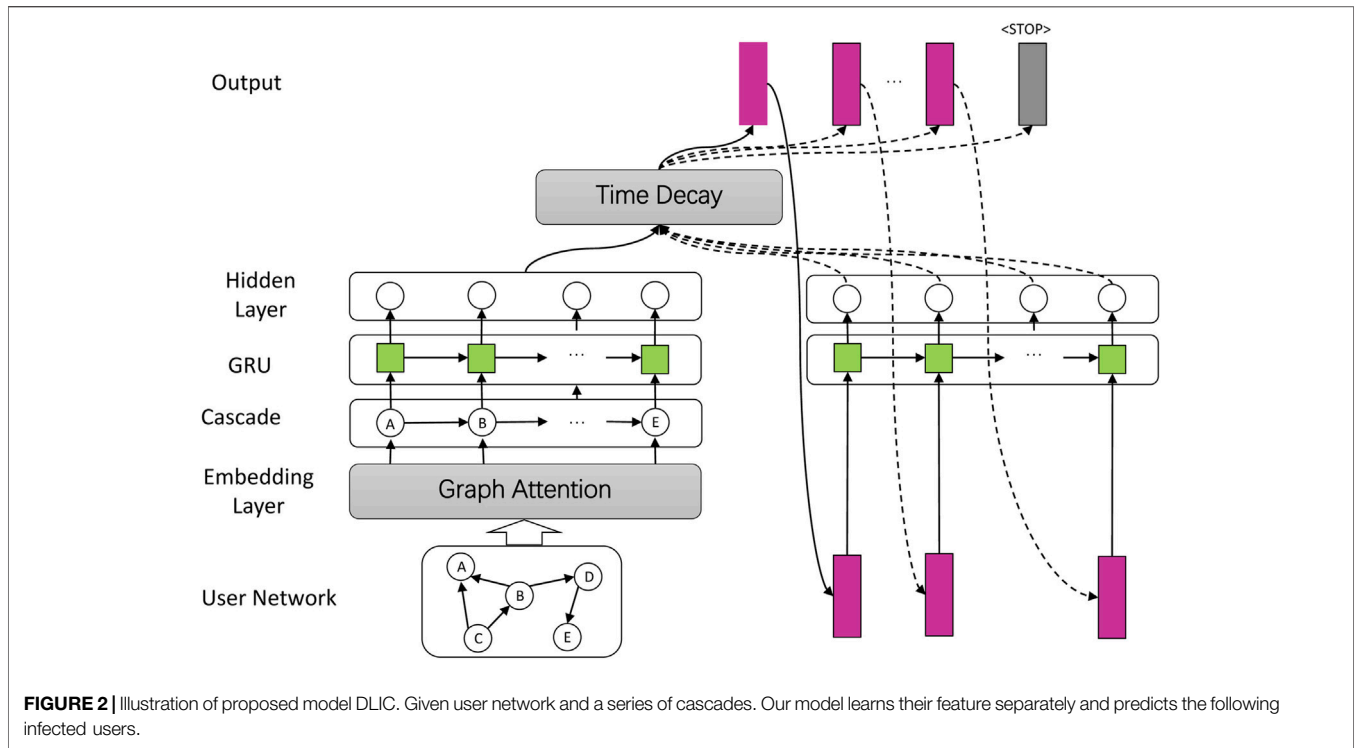 <STOP>
Output
...
Time Decay
Hidden
Layer
GRU
...
...
Cascade
A
B
...
E
Embedding
Layer
Graph Attention
User Network
A
B
D
C
E
FIGURE 2 | Illustration of proposed model DLIC. Given user network and a series of cascades. Our model learns their feature separately and predicts the following
infected users.